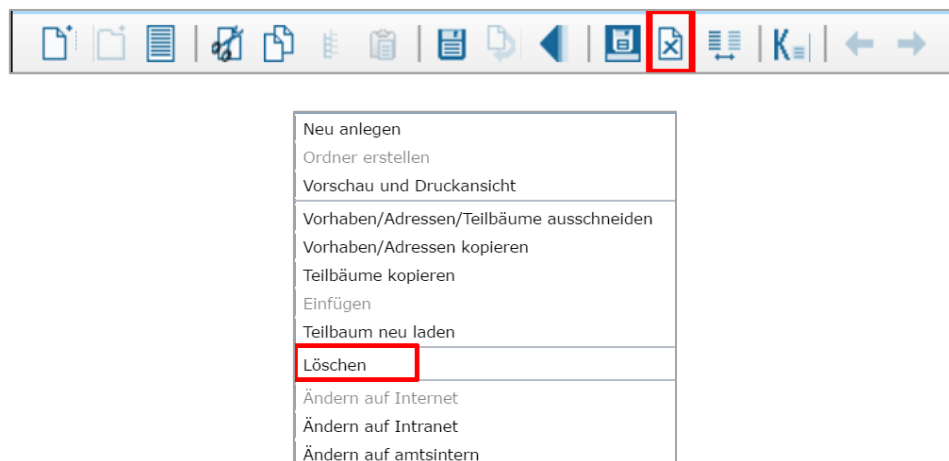 K
Neu anlegen
Ordner erstellen
Vorschau und Druckansicht
Vorhaben/Adressen/Teilbäume ausschneiden
Vorhaben/Adressen kopieren
Teilbäume kopieren
Einfügen
Teilbaum neu laden
Löschen
Ändern auf Internet
Ändern auf Intranet
Ändern auf amtsintern